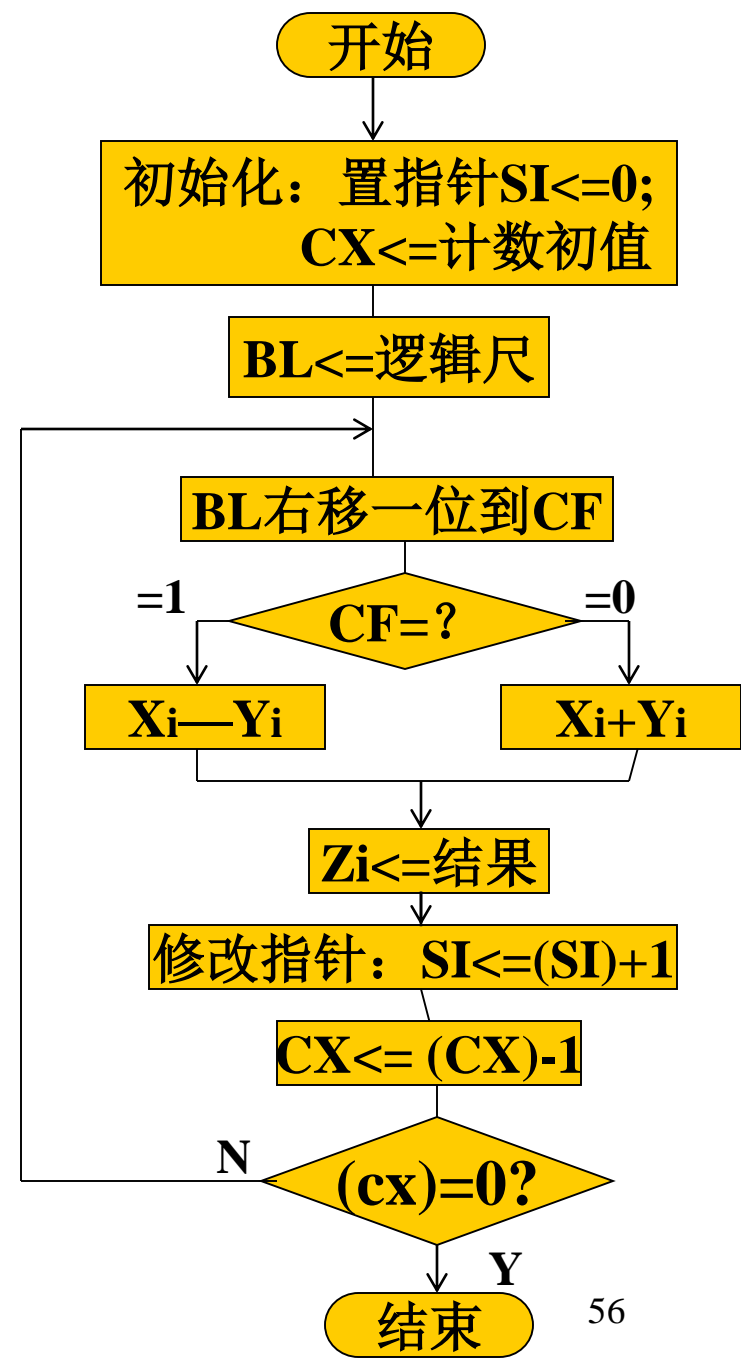 开始
初始化：置指针SI<=0;
CX<=计数初值
BL<=逻辑尺
BL右移一位到CF
=1
CF=？
=0
Xi—Yi
Xi+Yi
Zi<=结果
修改指针：SI<=(SI)+1
CX<= (CX)-1
N
(cx)=0?
Y
结束
56